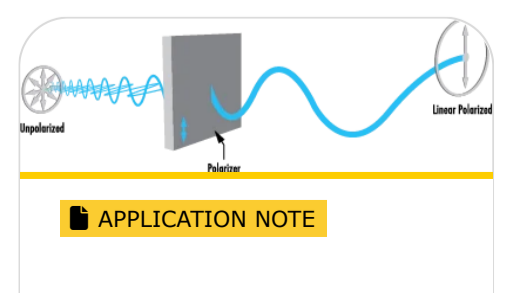 Unpolarized
Linear Polarized
Polarizer
APPLICATION NOTE